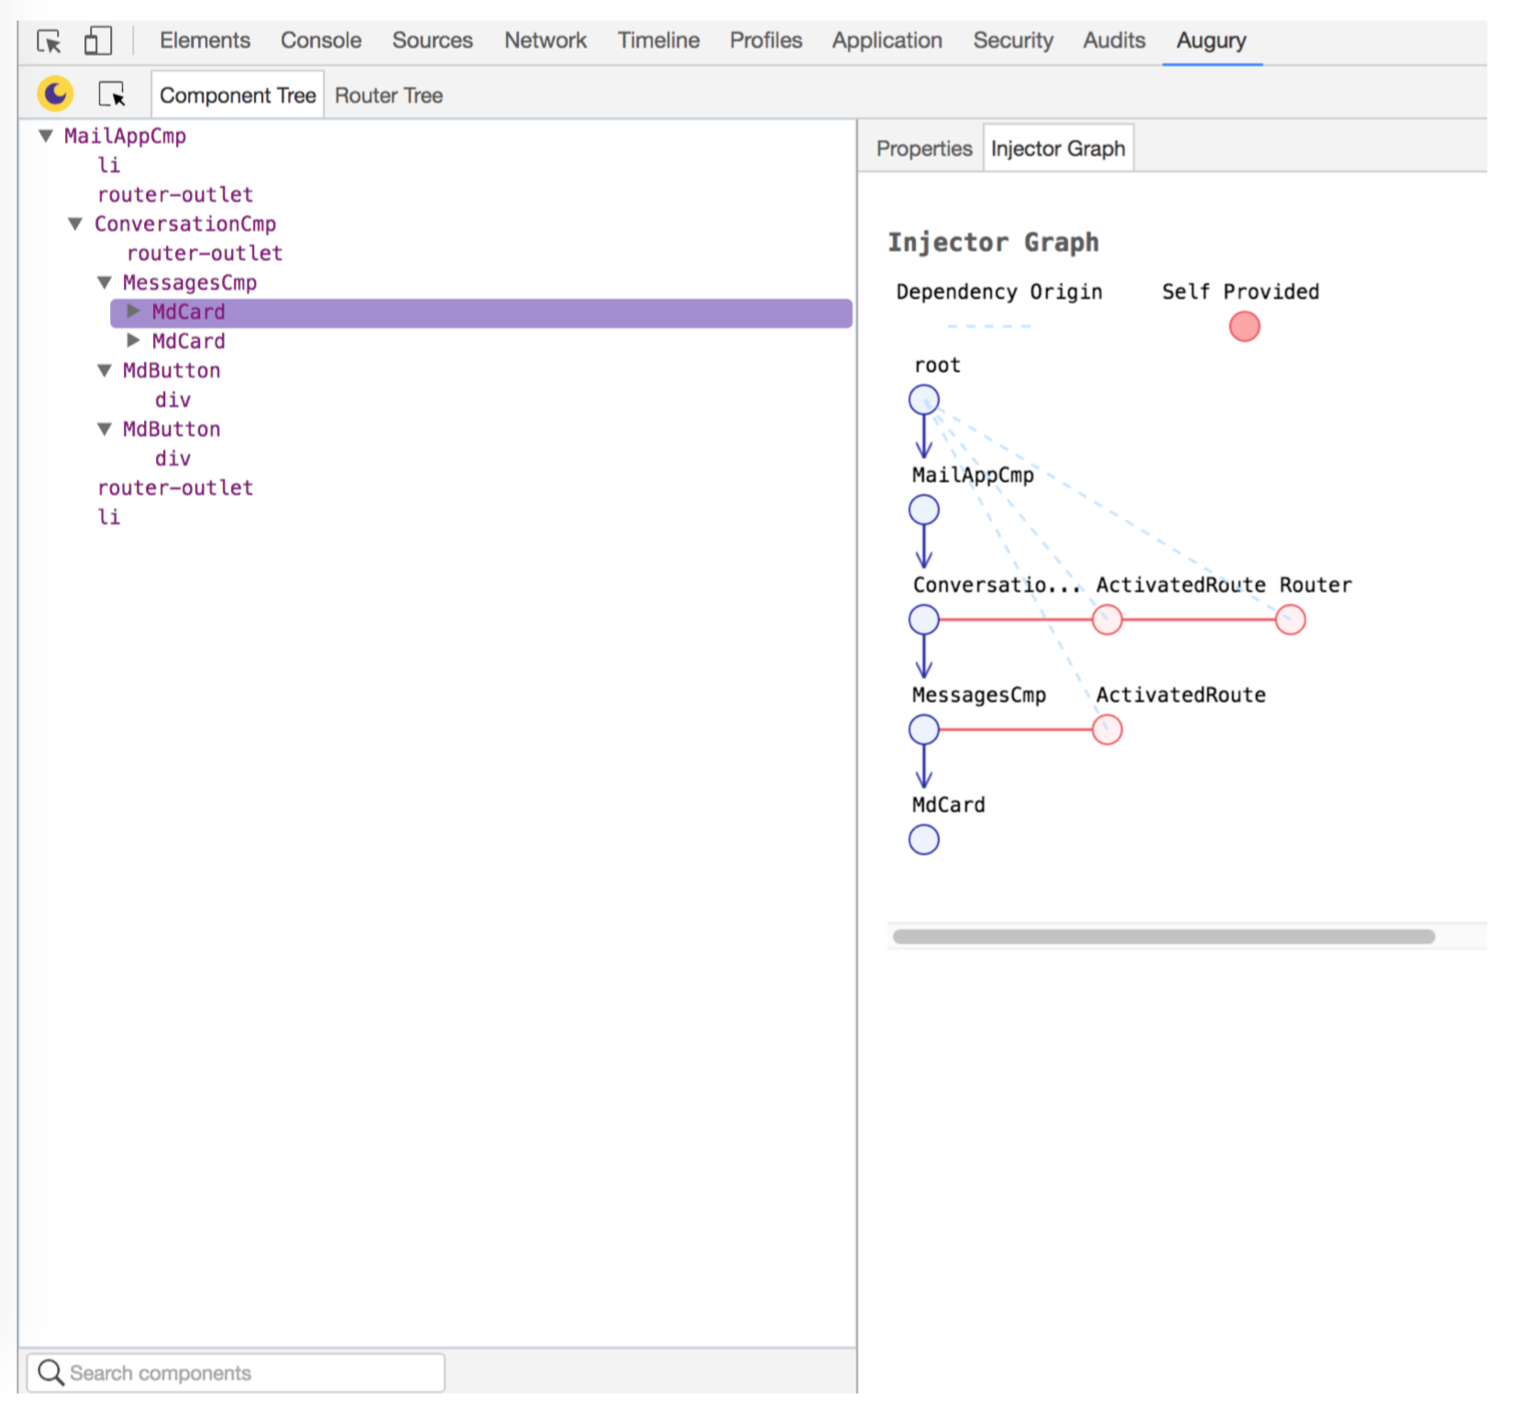 Elements Console Sources Network Timeline Profiles Application Security Audits Augury
Component Tree Router Tree
MailAppCmp
li
router-outlet
ConversationCmp
router-outlet
MessagesCmp
MdCard
MdCard
MdButton
div
MdButton
div
router-outlet
li
Search components
Properties Injector Graph
Injector Graph
Dependency Origin Self Provided
root
MailAppCmp
Conversatio... ActivatedRoute Router
MessagesCmp ActivatedRoute
MdCard